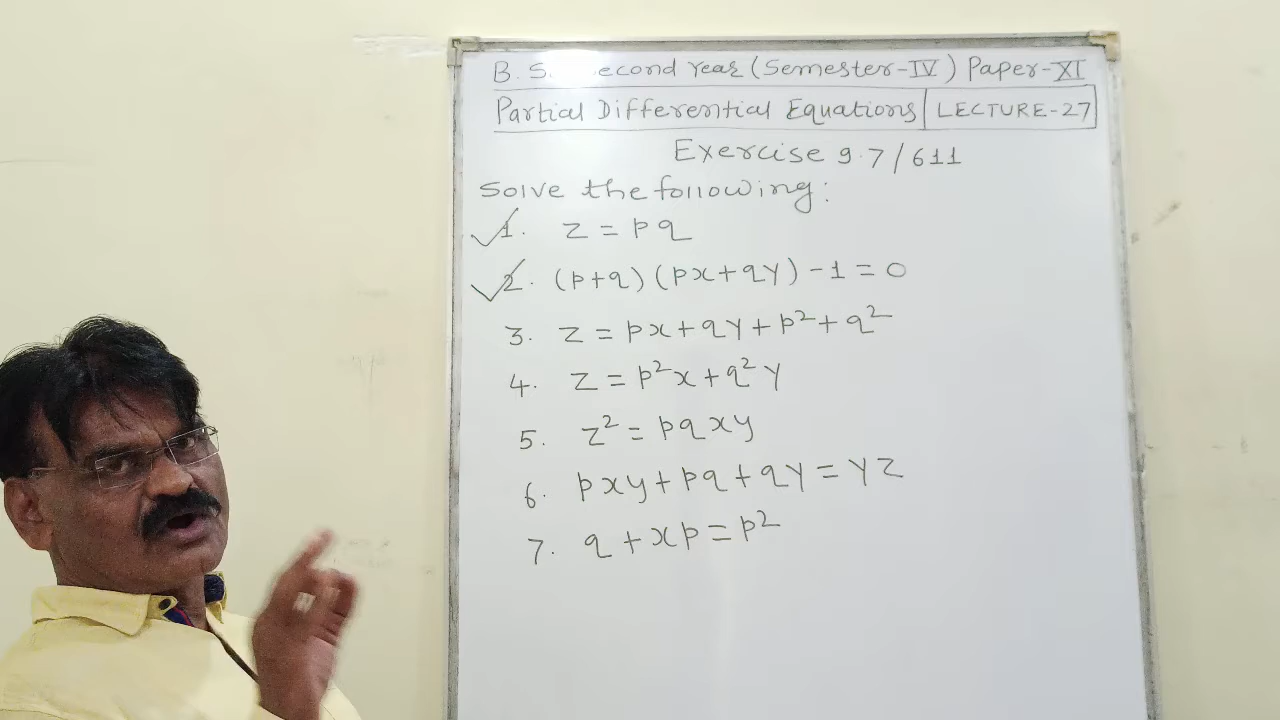 B. S. econd Year (Semester-IV) Paper-XI
Partial Differential Equations LECTURE-27
Exercise 9.7/611
Solve the following:
1. z = pq
2. (p+q)(px+qy)-1=0
3. z = px+qy+p²+q²
4. z = p²x+q²y
5. z² = pqxy
6. pxy+pq+qy=yz
7. q+xp=p²